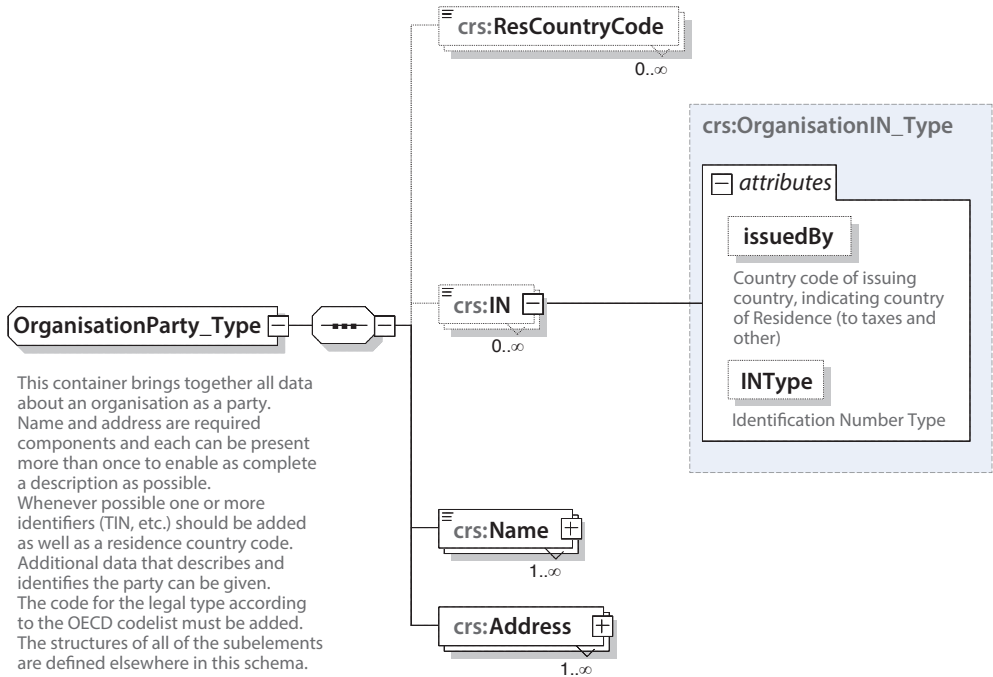 crs:ResCountryCode
0..∞
crs:OrganisationIN_Type
attributes
issuedBy
Country code of issuing
country, indicating country
of Residence (to taxes and
other)
crs:IN
0..∞
INType
Identification Number Type
OrganisationParty_Type
This container brings together all data
about an organisation as a party.
Name and address are required
components and each can be present
more than once to enable as complete
a description as possible.
Whenever possible one or more
identifiers (TIN, etc.) should be added
as well as a residence country code.
Additional data that describes and
identifies the party can be given.
The code for the legal type according
to the OECD codelist must be added.
The structures of all of the subelements
are defined elsewhere in this schema.
crs:Name
1..∞
crs:Address
1..∞